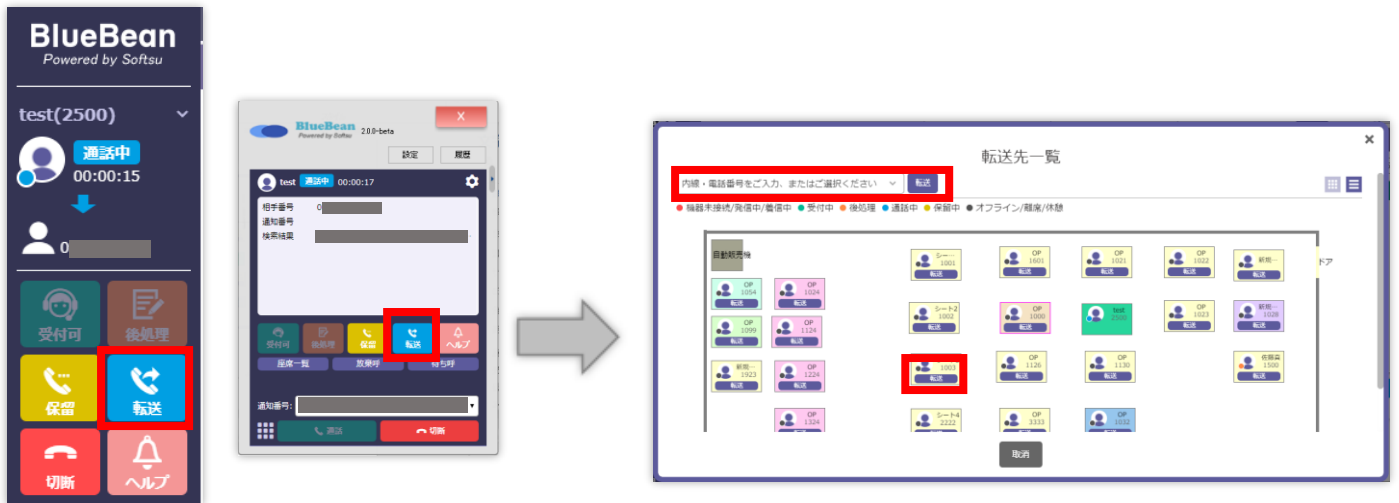 BlueBean
Powered by Softsu
test(2500)
通話中
00:00:15
0
受付可
後処理
保留
転送
切断
ヘルプ
X
BlueBean
Powered by Softsu
2.0.0-beta
設定
履歴
test 通話中 00:00:17
相手番号 0
通知番号
検索結果
受付可
後処理
保留
転送
ヘルプ
座席一覧
放棄呼
待ち呼
通知番号:
通話
切断
×
転送先一覧
内線・電話番号をご入力、またはご選択ください
転送
機器未接続/発信中/着信中 受付中 後処理 通話中 保留中 オフライン/離席/休憩
自動販売機
ドア
シー…
1001
転送
OP
1601
転送
OP
1021
転送
OP
1022
転送
新規…
転送
OP
1054
転送
OP
1024
転送
シート2
1002
転送
OP
1000
転送
test
2500
OP
1023
転送
新規…
1028
転送
OP
1099
転送
OP
1124
転送
新規…
1923
転送
OP
1224
転送
1003
転送
OP
1126
転送
OP
1130
転送
1500
転送
OP
1324
シート4
2222
OP
3333
OP
1032
取消